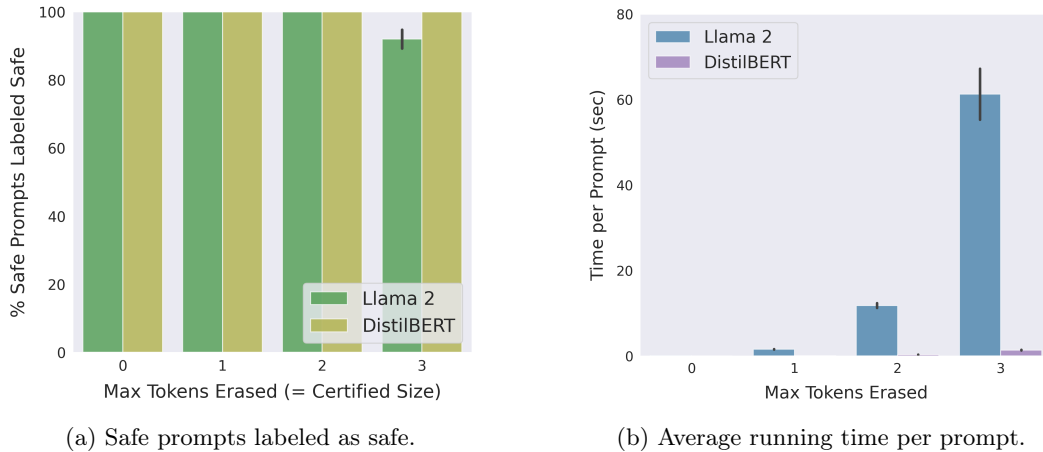 % Safe Prompts Labeled Safe
100
80
60
40
20
0
0 1 2 3
Llama 2
DistilBERT
Max Tokens Erased (= Certified Size)
(a) Safe prompts labeled as safe.
Time per Prompt (sec)
80
60
40
20
0
0 1 2 3
Llama 2
DistilBERT
Max Tokens Erased
(b) Average running time per prompt.